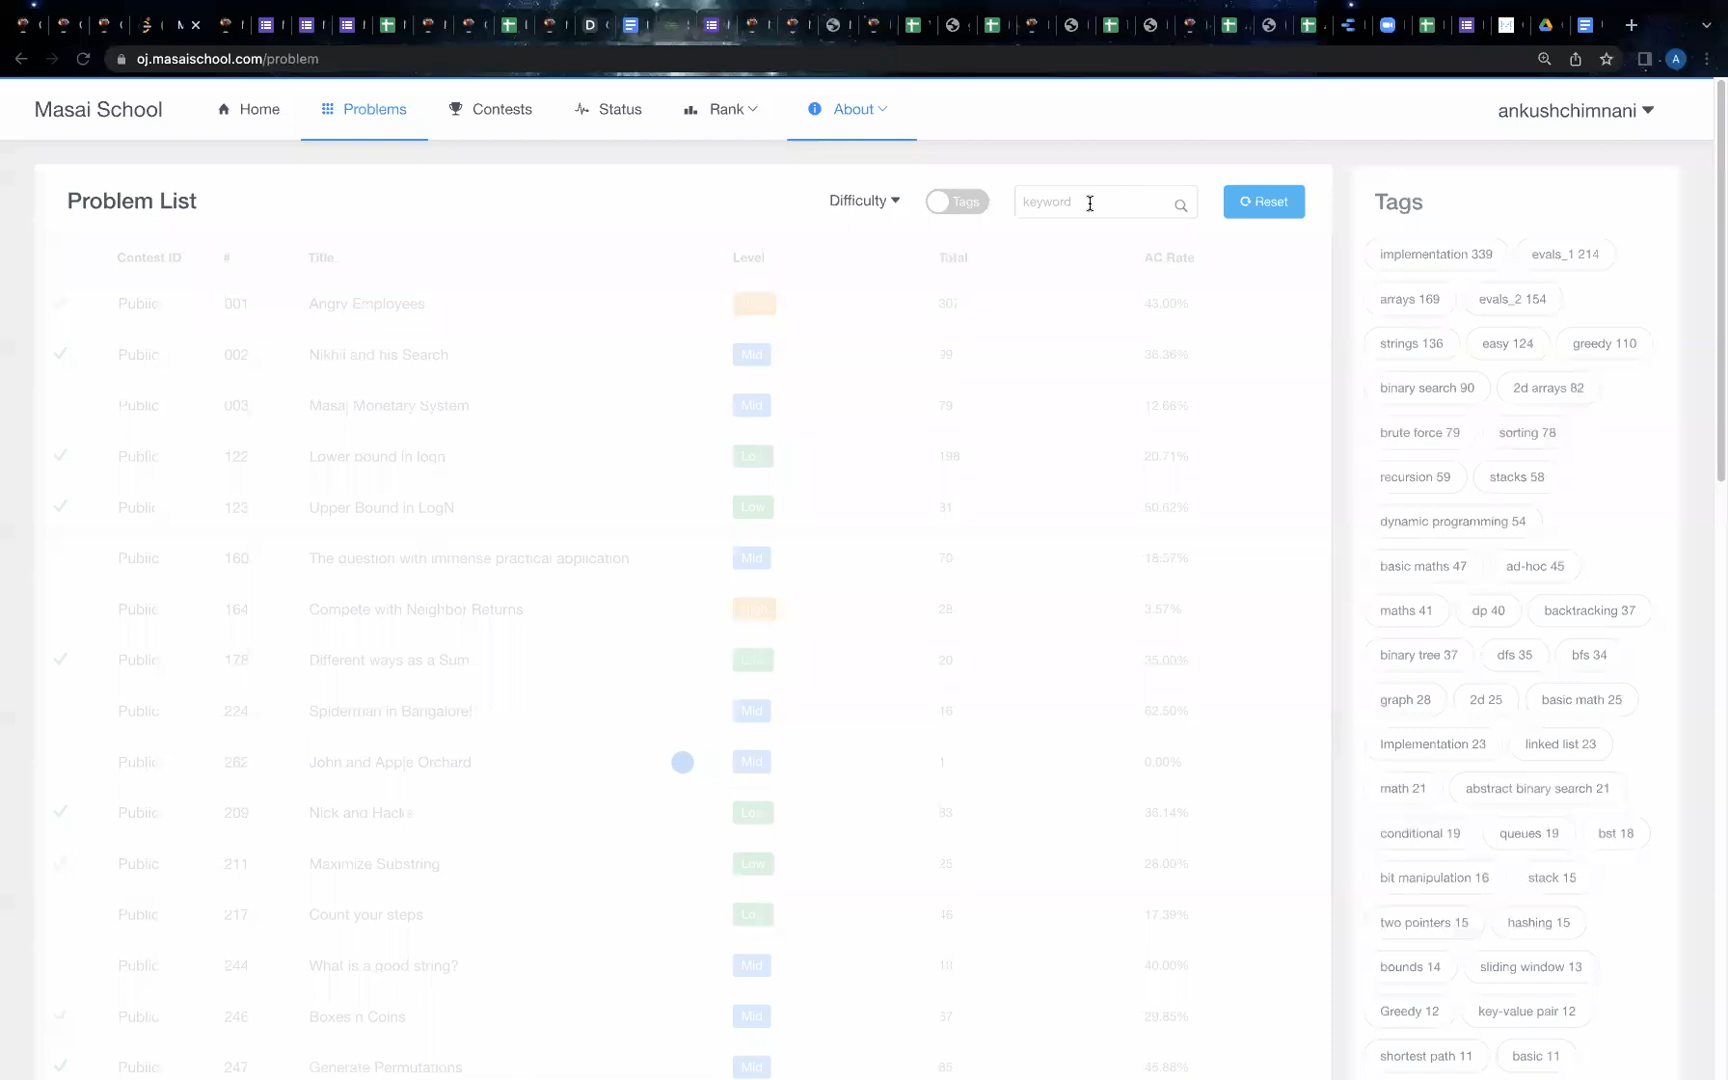 oj.masaischool.com/problem
A
Masai School
Home
Problems
Contests
Status
Rank
About
ankushchimnani
Problem List
Difficulty
Tags
keyword
Reset
Contest ID # Title Level Total AC Rate
Public 001 Angry Employees 307 43.00%
Public 002 Nikhil and his Search Mid 99 36.36%
Public 003 Masai Monetary System Mid 79 12.66%
Public 122 Lower bound in logn Low 198 20.71%
Public 123 Upper Bound in LogN Low 81 50.62%
Public 160 The question with immense practical application Mid 70 18.57%
Public 164 Compete with Neighbor Returns High 28 3.57%
Public 178 Different ways as a Sum Low 20 35.00%
Public 224 Spiderman in Bangalore! Mid 16 62.50%
Public 262 John and Apple Orchard Mid 1 0.00%
Public 209 Nick and Hacks Low 83 36.14%
Public 211 Maximize Substring Low 25 28.00%
Public 217 Count your steps Low 46 17.39%
Public 244 What is a good string? Mid 40.00%
Public 246 Boxes n Coins Mid 67 29.85%
Public 247 Generate Permutations Mid 85 45.88%
Tags
implementation 339 evals_1 214
arrays 169 evals_2 154
strings 136 easy 124 greedy 110
binary search 90 2d arrays 82
brute force 79 sorting 78
recursion 59 stacks 58
dynamic programming 54
basic maths 47 ad-hoc 45
maths 41 dp 40 backtracking 37
binary tree 37 dfs 35 bfs 34
graph 28 2d 25 basic math 25
Implementation 23 linked list 23
math 21 abstract binary search 21
conditional 19 queues 19 bst 18
bit manipulation 16 stack 15
two pointers 15 hashing 15
bounds 14 sliding window 13
Greedy 12 key-value pair 12
shortest path 11 basic 11